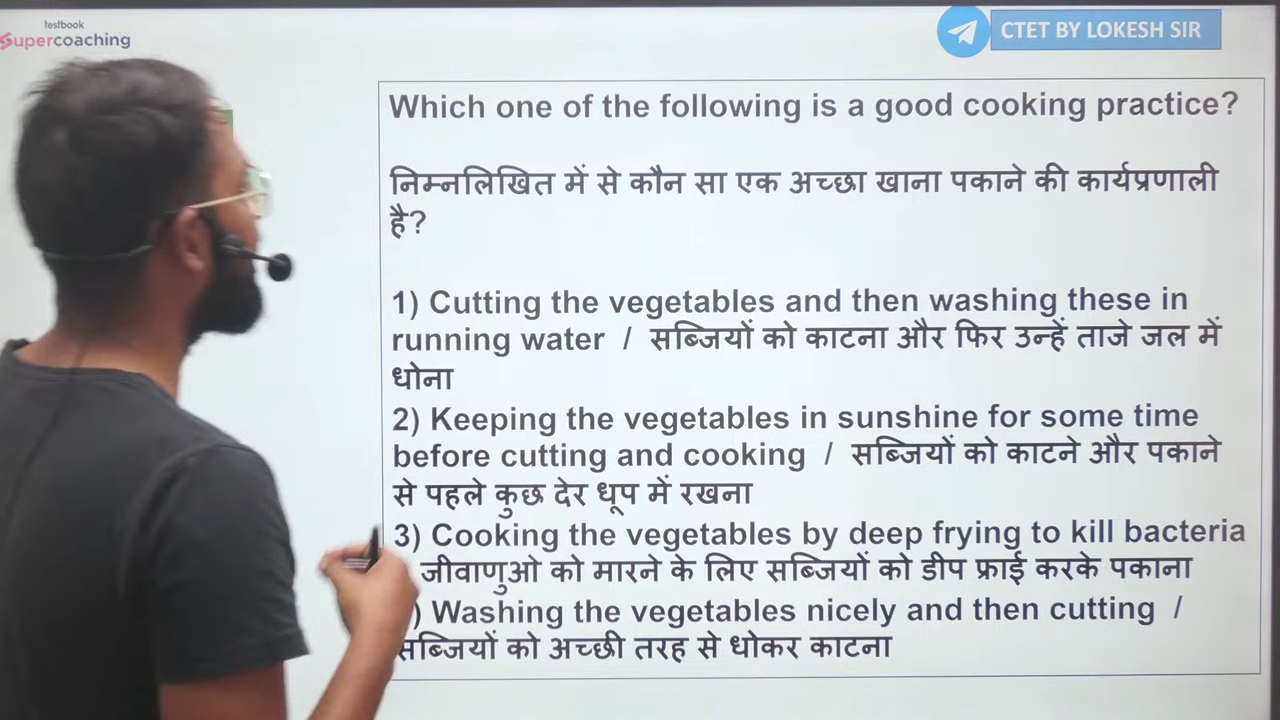 testbook
Supercoaching
CTET BY LOKESH SIR
Which one of the following is a good cooking practice?
निम्नलिखित में से कौन सा एक अच्छा खाना पकाने की कार्यप्रणाली
है?
1) Cutting the vegetables and then washing these in
running water / सब्जियों को काटना और फिर उन्हें ताजे जल में
धोना
2) Keeping the vegetables in sunshine for some time
before cutting and cooking / सब्जियों को काटने और पकाने
से पहले कुछ देर धूप में रखना
3) Cooking the vegetables by deep frying to kill bacteria
जीवाणुओ को मारने के लिए सब्जियों को डीप फ्राई करके पकाना
) Washing the vegetables nicely and then cutting /
सब्जियों को अच्छी तरह से धोकर काटना